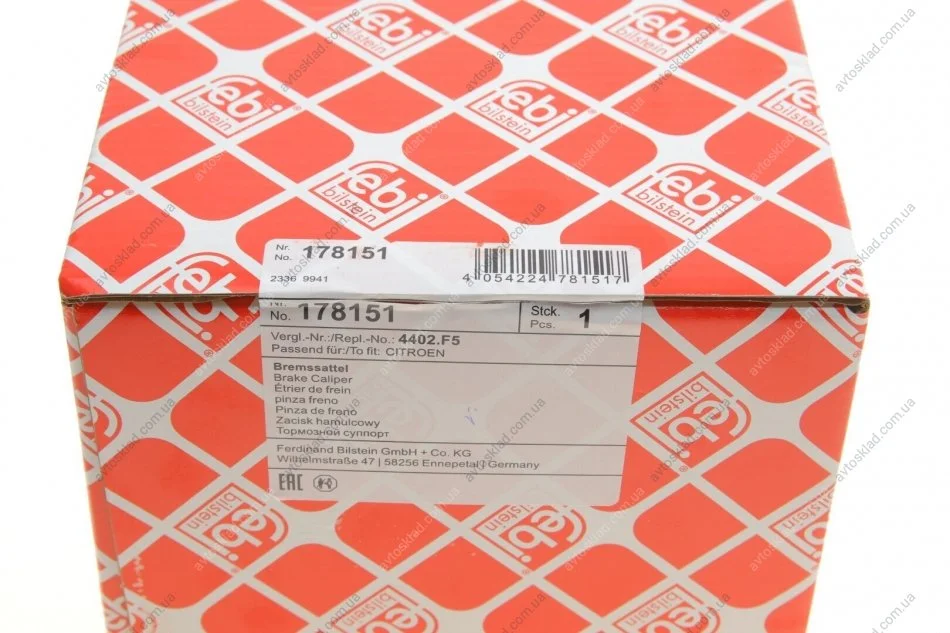 febi
bilstein
Nr.
No. 178151
2336 9941
4 054224 781517
No. 178151
Stck.
Pcs. 1
Vergl.-Nr.:/Repl.-No.: 4402.F5
Passend für:/To fit: CITROEN
Bremssattel
Brake Caliper
Étrier de frein
pinza freno
Pinza de freno
Zacisk hamulcowy
Тормозной суппорт
Ferdinand Bilstein GmbH + Co. KG
Wilhelmstraße 47 | 58256 Ennepetal | Germany
EAC
avtosklad.com.ua